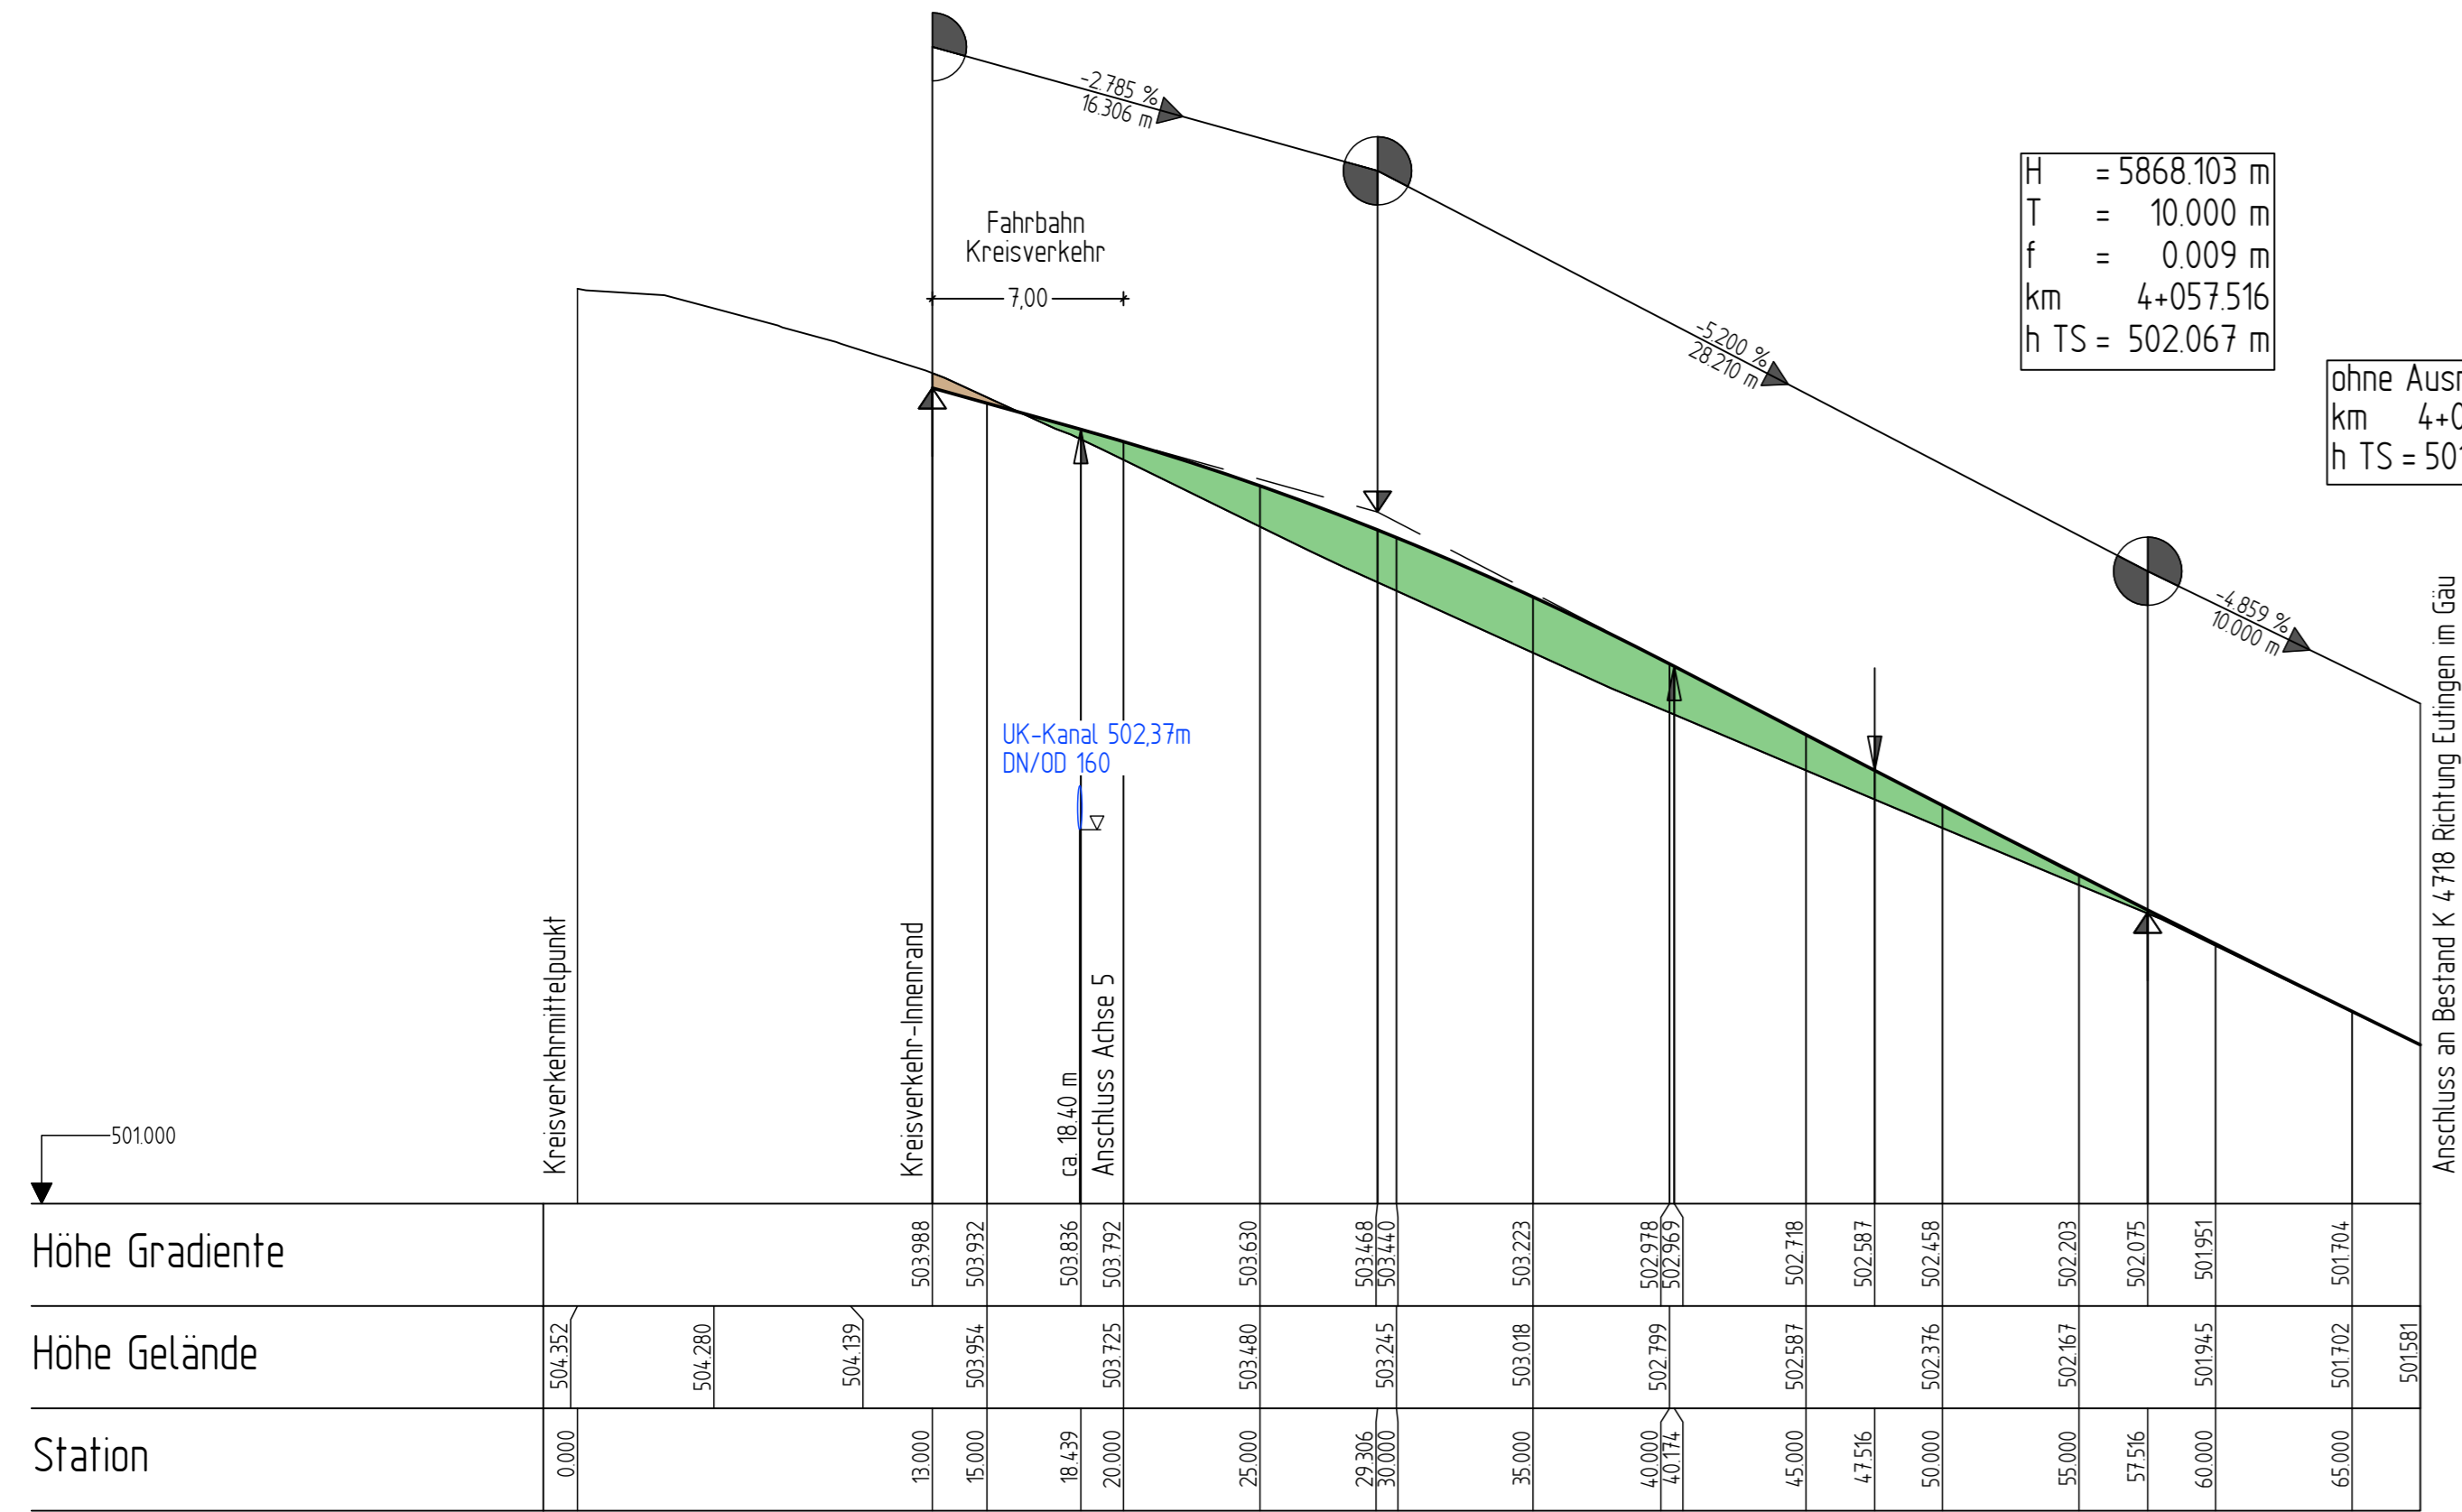 -2.785 %
16.306 m
Fahrbahn
Kreisverkehr
7,00
H = 5868.103 m
T = 10.000 m
f = 0.009 m
km 4+057.516
h TS = 502.067 m
-5.200 %
28.210 m
ohne
km 4+0
h TS = 501
-4.859 %
10.000 m
UK-Kanal 502,37m
DN/OD 160
Kreisverkehrmittelpunkt
Kreisverkehr-Innenrand
ca. 18.40 m
Anschluss Achse 5
Anschluss an Bestand K 4718 Richtung Eutingen im Gäu
501.000
Höhe Gradiente 503.988 503.932 503.836 503.792 503.630 503.468 503.440 503.223 502.978 502.969 502.718 502.587 502.458 502.203 502.075 501.951 501.704
Höhe Gelände 504.352 504.280 504.139 503.954 503.725 503.480 503.245 503.018 502.799 502.587 502.376 502.167 501.945 501.702 501.581
Station 0.000 13.000 15.000 18.439 20.000 25.000 29.306 30.000 35.000 40.000 40.174 45.000 47.516 50.000 55.000 57.516 60.000 65.000